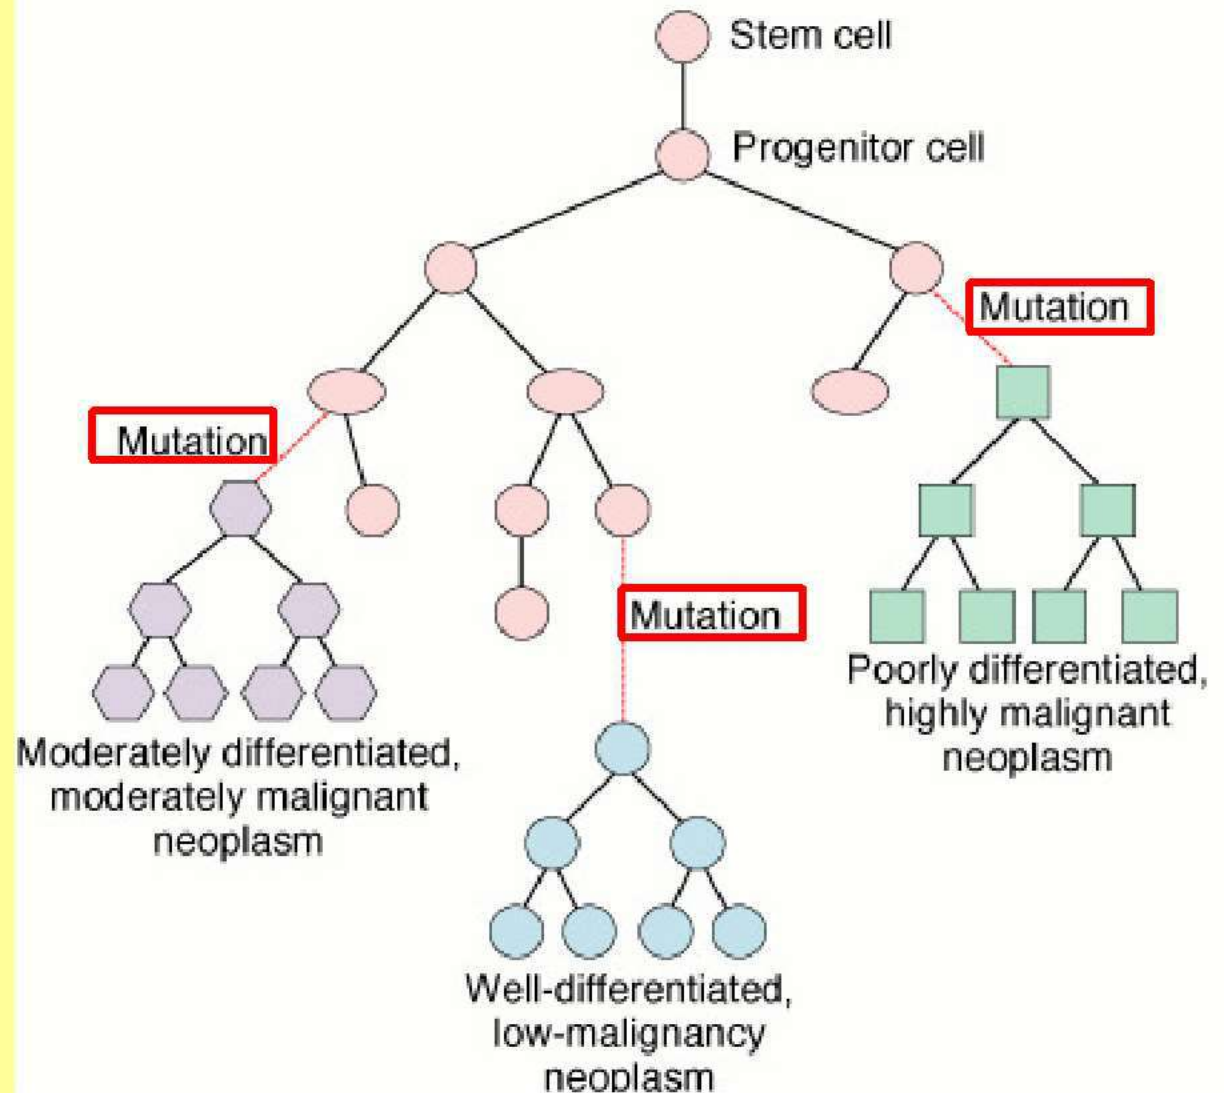 Stem cell
Progenitor cell
Mutation
Mutation
Mutation
Poorly differentiated,
highly malignant
neoplasm
Moderately differentiated,
moderately malignant
neoplasm
Well-differentiated,
low-malignancy
neoplasm